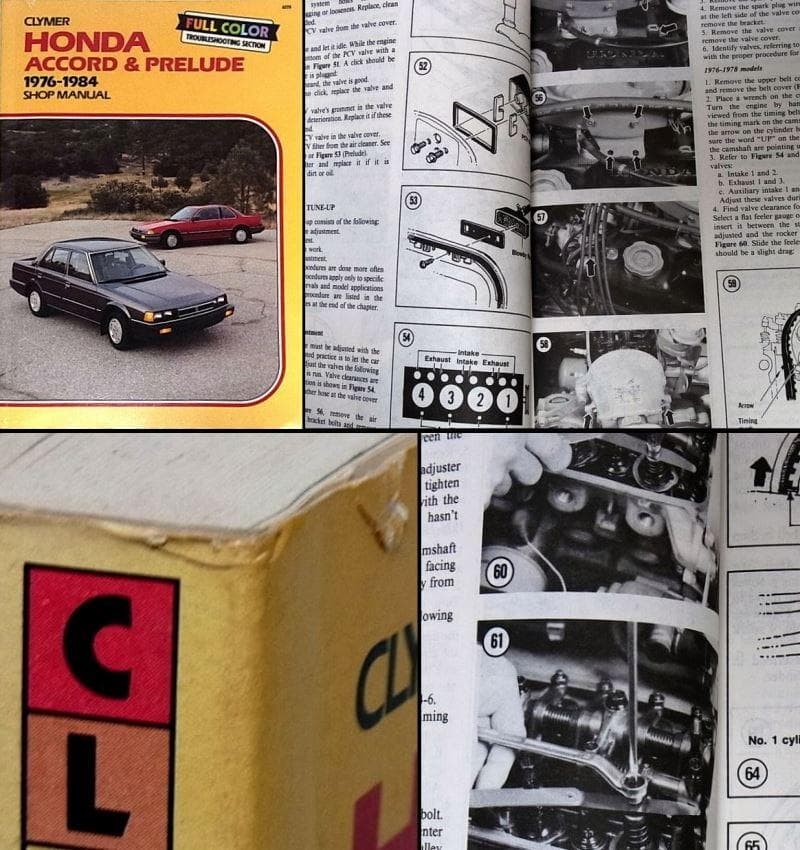 CLYMER
HONDA
ACCORD & PRELUDE
1976-1984
SHOP MANUAL
FULL COLOR
TROUBLESHOOTING SECTION
gging or looseness. Replace, clean
PCV valve from the valve cover.
and let it idle. While the engine
bottom of the PCV valve with a
Figure 51. A click should be
is plugged.
heard, the valve is good.
no click, replace the valve and
valve's grommet in the valve
deterioration. Replace it if these
valve in the valve cover.
filter from the air cleaner. See
or Figure 53 (Prelude).
ter and replace it if it is
dirt or oil.
TUNE-UP
up consists of the following:
e adjustment.
work.
ustment.
ocedures are done more often
ocedures apply only to specific
rvals and model applications
procedure are listed in the
es at the end of the chapter.
must be adjusted with the
ed practice is to let the car
just the valves the following
is run. Valve clearances are
tion is shown in Figure 54.
ther hose at the valve cover
56, remove the air
bracket bolts and
52
53
54
Intake
Exhaust Intake Exhaust
4 3 2 1
56
57
58
4. Remove the spark plug wire
at the left side of the valve co
remove the bracket.
5. Remove the valve cover
remove the valve cover.
6. Identify valves, referring to
with the proper procedure for
1976-1978 models
1. Remove the upper belt co
and remove the belt cover (F
2. Place a wrench on the c
Turn the engine by han
viewed from the timing bel
the timing mark on the cam
the arrow on the cylinder h
sure the word "UP" on the
the camshaft are pointing u
3. Refer to Figure 54 and
valves:
a. Intake 1 and 2.
b. Exhaust 1 and 3.
c. Auxiliary intake 1 an
Adjust these valves duri
4. Find valve clearance fo
Select a flat feeler gauge o
insert it between the st
adjusted and the rocker
Figure 60. Slide the feele
should be a slight drag;
59
Arrow
Timing
C
L
CLY
H
een the
adjuster
tighten
with the
hasn't
mshaft
facing
y from
owing
-6.
ming
bolt.
nter
alley
60
61
No. 1 cyli
64
65